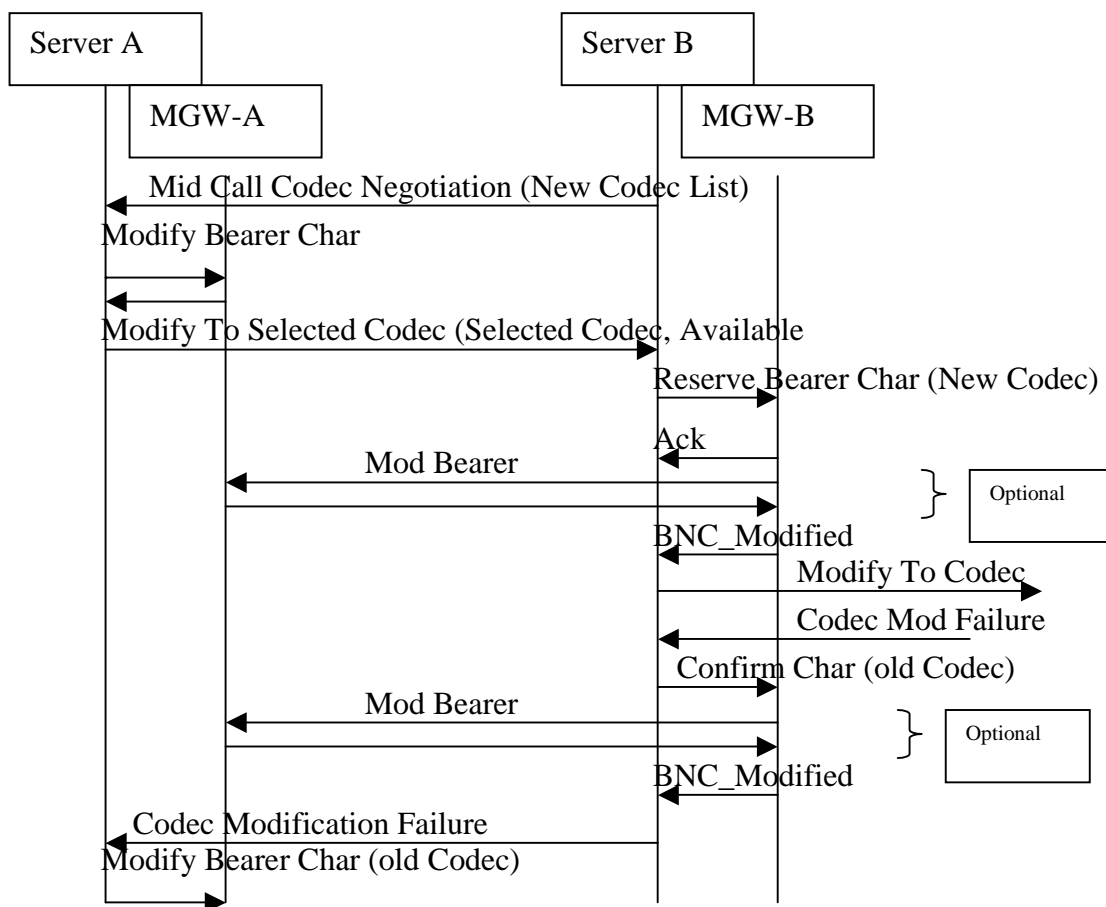 Server A
Server B
MGW-A
MGW-B
Mid Call Codec Negotiation (New Codec List)
Modify Bearer Char
Modify To Selected Codec (Selected Codec, Available
Reserve Bearer Char (New Codec)
Ack
Mod Bearer
Optional
BNC_Modified
Modify To Codec
Codec Mod Failure
Confirm Char (old Codec)
Mod Bearer
Optional
BNC_Modified
Codec Modification Failure
Modify Bearer Char (old Codec)